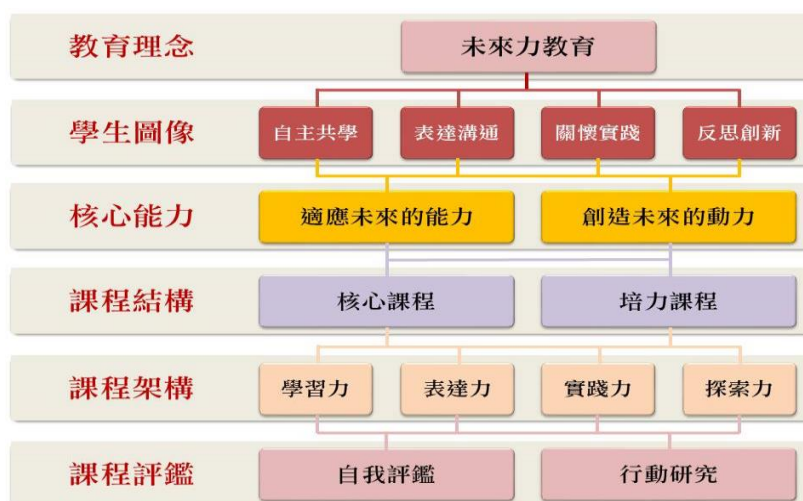 教育理念 未來力教育
學生圖像 自主共學 表達溝通 關懷實踐 反思創新
核心能力 適應未來的能力 創造未來的動力
課程結構 核心課程 培力課程
課程架構 學習力 表達力 實踐力 探索力
課程評鑑 自我評鑑 行動研究